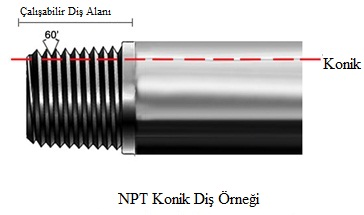 Çalışabilir Diş Alanı
60'
Konik
NPT Konik Diş Örneği